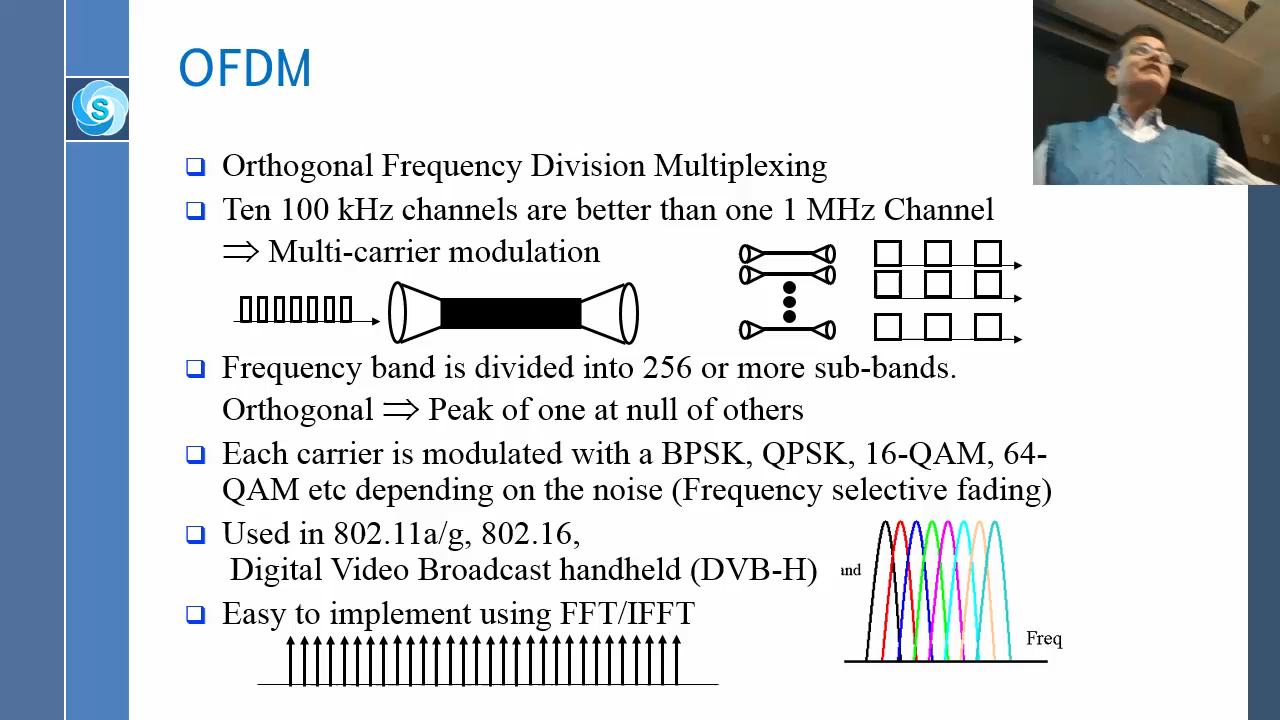 OFDM
S
Orthogonal Frequency Division Multiplexing
Ten 100 kHz channels are better than one 1 MHz Channel
⇒ Multi-carrier modulation
Frequency band is divided into 256 or more sub-bands.
Orthogonal ⇒ Peak of one at null of others
Each carrier is modulated with a BPSK, QPSK, 16-QAM, 64-
QAM etc depending on the noise (Frequency selective fading)
Used in 802.11a/g, 802.16,
Digital Video Broadcast handheld (DVB-H)
Easy to implement using FFT/IFFT
and
Freq